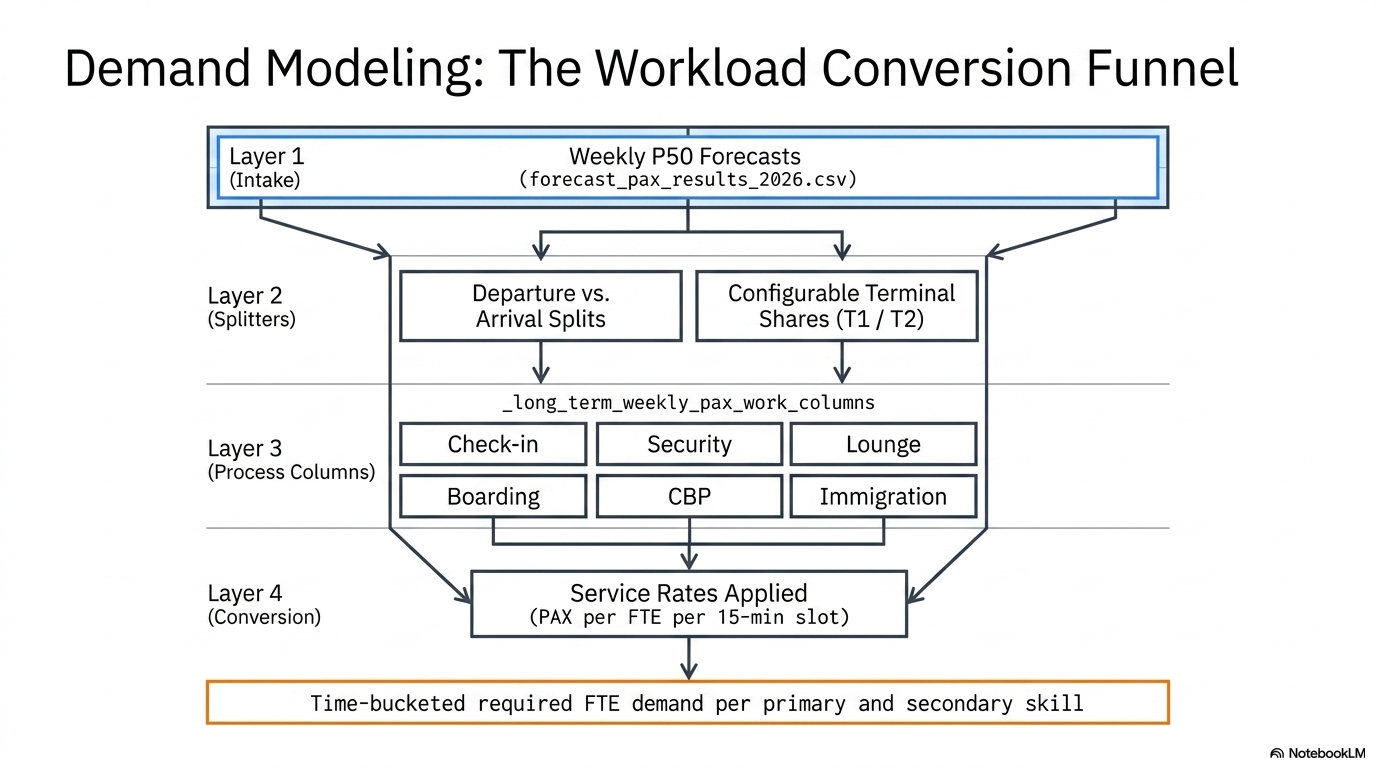 Demand Modeling: The Workload Conversion Funnel
Layer 1
(Intake)
Weekly P50 Forecasts
(forecast_pax_results_2026.csv)
Layer 2
(Splitters)
Departure vs.
Arrival Splits
Configurable Terminal
Shares (T1 / T2)
_long_term_weekly_pax_work_columns
Layer 3
(Process Columns)
Check-in
Security
Lounge
Boarding
CBP
Immigration
Layer 4
(Conversion)
Service Rates Applied
(PAX per FTE per 15-min slot)
Time-bucketed required FTE demand per primary and secondary skill
NotebookLM